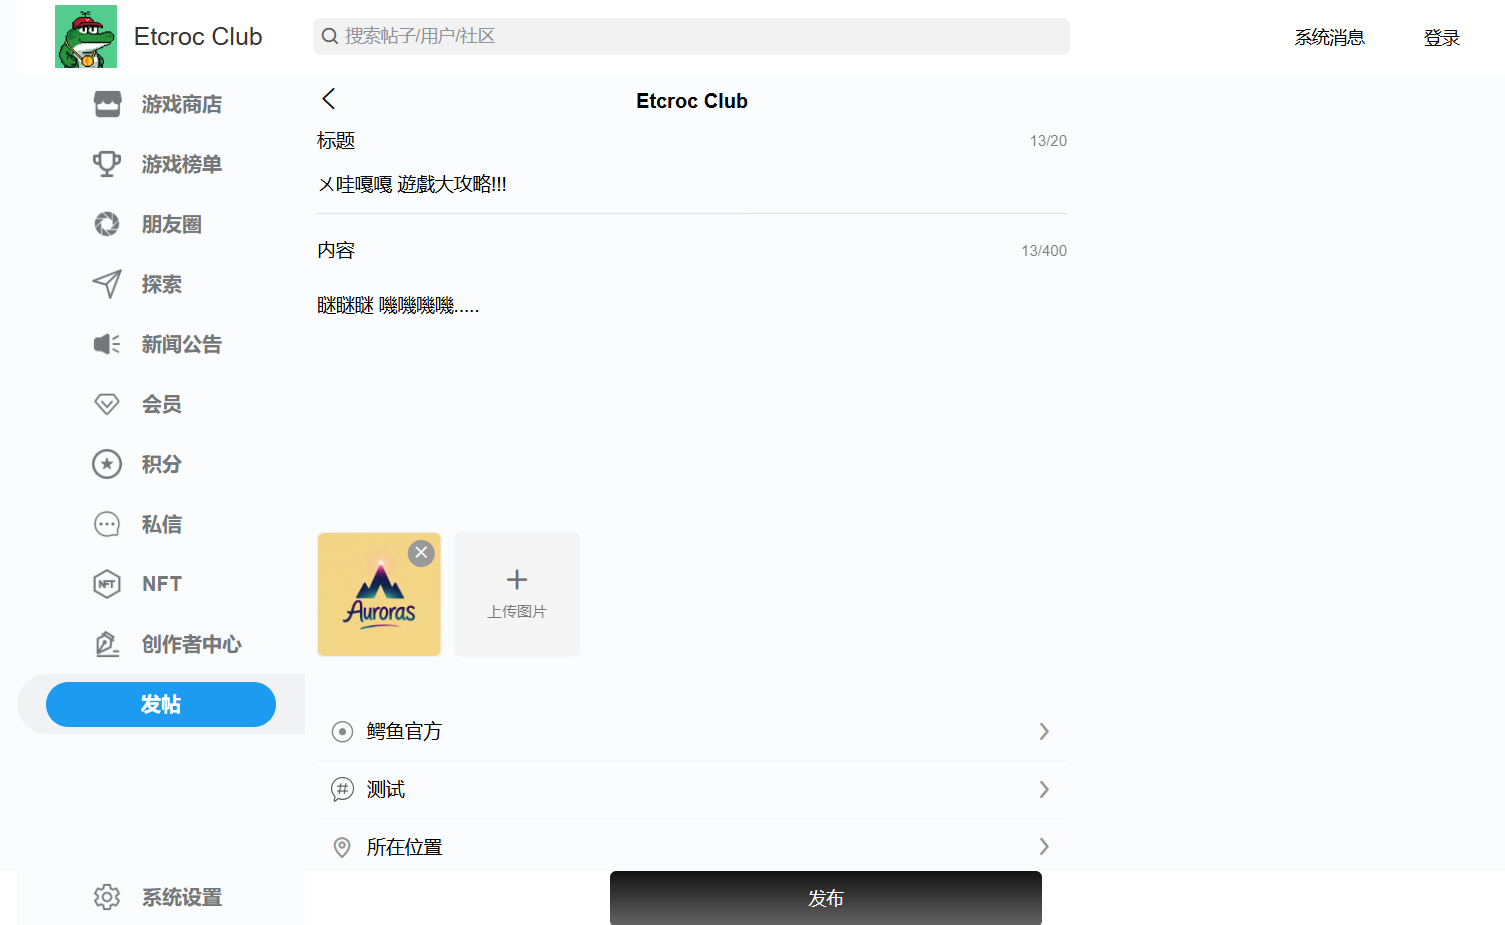 Etcroc Club
搜索帖子/用户/社区
系统消息
登录
游戏商店
游戏榜单
朋友圈
探索
新闻公告
会员
积分
私信
NFT
NFT
创作者中心
发帖
系统设置
Etcroc Club
标题
13/20
ㄨ哇嘎嘎 遊戲大攻略!!!
内容
13/400
瞇瞇瞇 嘰嘰嘰嘰.....
Auroras
上传图片
鳄鱼官方
测试
所在位置
发布